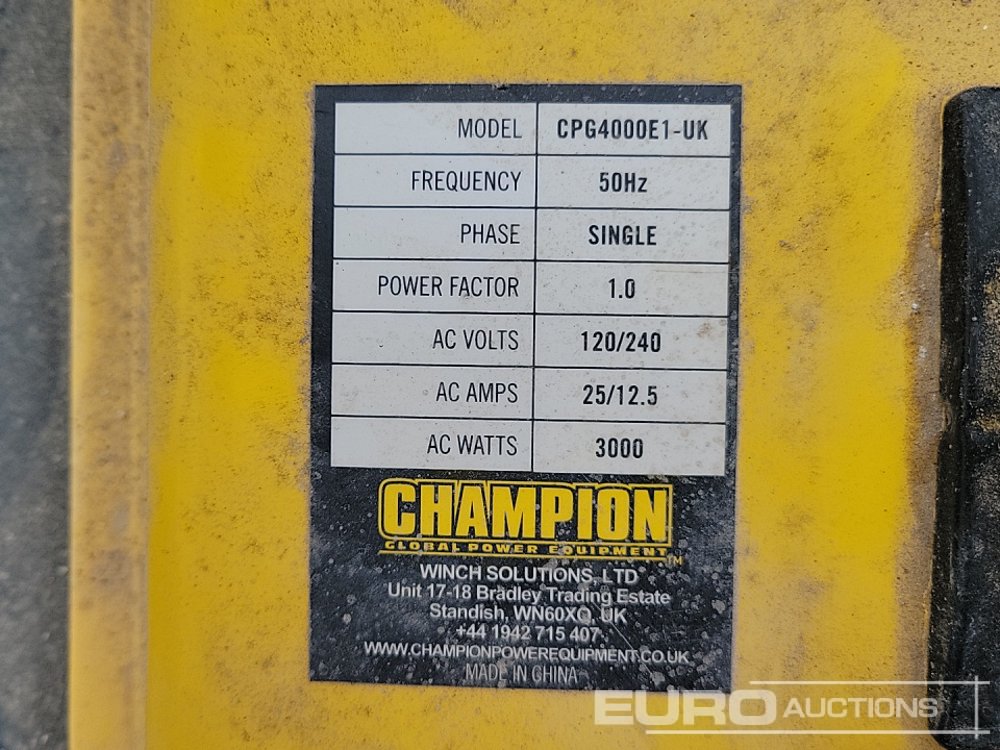 MODEL CPG4000E1-UK
FREQUENCY 50Hz
PHASE SINGLE
POWER FACTOR 1.0
AC VOLTS 120/240
AC AMPS 25/12.5
AC WATTS 3000
CHAMPION
GLOBAL POWER EQUIPMENT™
WINCH SOLUTIONS, LTD
Unit 17-18 Bradley Trading Estate
Standish, WN60XQ, UK
+44 1942 715 407
WWW.CHAMPIONPOWEREQUIPMENT.CO.UK
MADE IN CHINA
EURO AUCTIONS